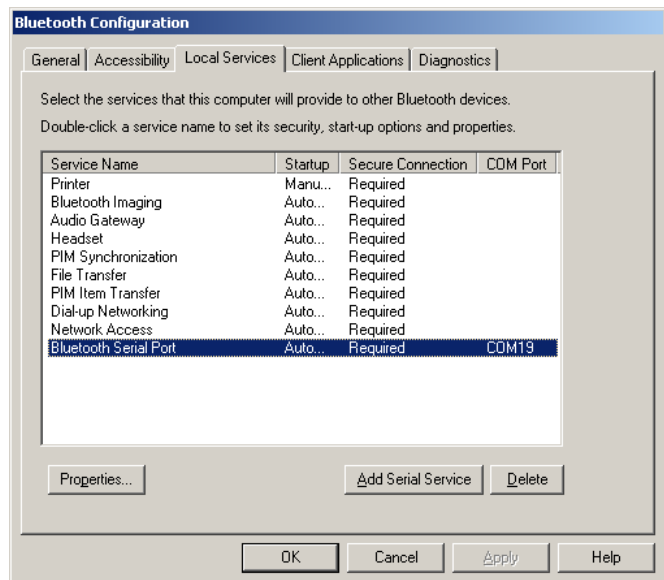 Bluetooth Configuration
General Accessibility Local Services Client Applications Diagnostics
Select the services that this computer will provide to other Bluetooth devices.
Double-click a service name to set its security, start-up options and properties.
Service Name Startup Secure Connection COM Port
Printer Manu... Required
Bluetooth Imaging Auto... Required
Audio Gateway Auto... Required
Headset Auto... Required
PIM Synchronization Auto... Required
File Transfer Auto... Required
PIM Item Transfer Auto... Required
Dial-up Networking Auto... Required
Network Access Auto... Required
Bluetooth Serial Port Auto... Required COM19
Properties... Add Serial Service Delete
OK Cancel Apply Help